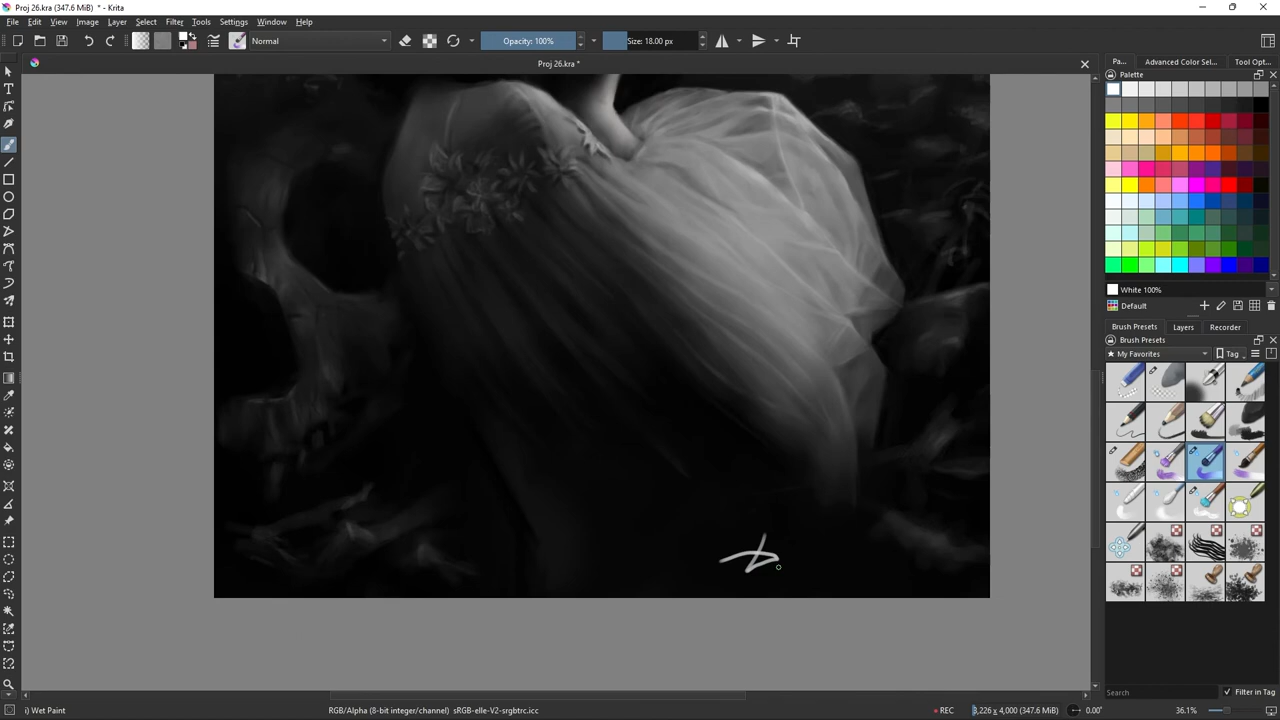 Proj 26.kra (347.6 MiB) * - Krita
File Edit View Image Layer Select Filter Tools Settings Window Help
Normal Opacity: 100% Size: 18.00 px
Proj 26.kra *
Pa... Advanced Color Sel... Tool Opt...
Palette
White 100%
Default
Brush Presets Layers Recorder
Brush Presets
My Favorites Tag
Search Filter in Tag
i) Wet Paint RGB/Alpha (8-bit integer/channel) sRGB-elle-V2-srgbtrc.icc REC 3,226 x 4,000 (347.6 MiB) 0.00° 36.1%